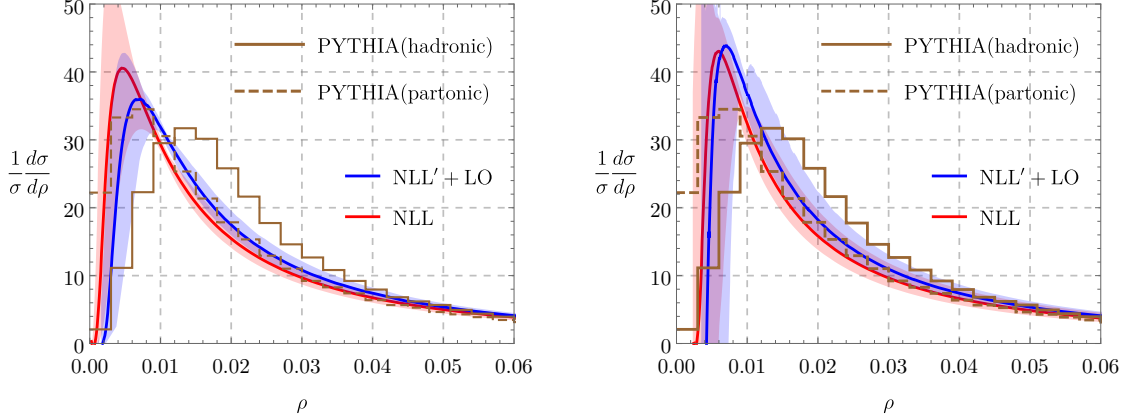 50
40
30
20
10
0
0.00 0.01 0.02 0.03 0.04 0.05 0.06
1/σ dσ/dρ
ρ
PYTHIA(hadronic)
PYTHIA(partonic)
NLL′ + LO
NLL
50
40
30
20
10
0
0.00 0.01 0.02 0.03 0.04 0.05 0.06
1/σ dσ/dρ
ρ
PYTHIA(hadronic)
PYTHIA(partonic)
NLL′ + LO
NLL